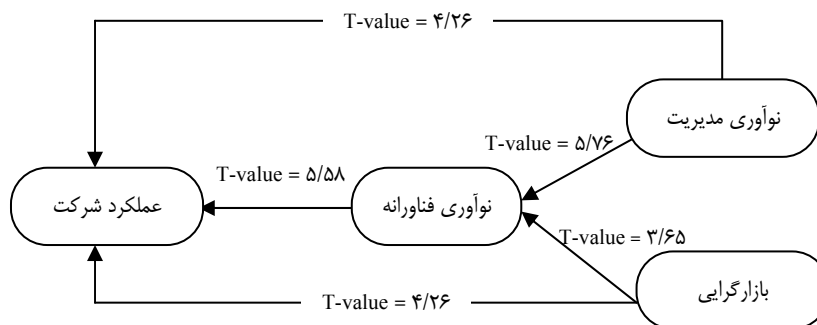 T-value = ۴/۲۶
نوآوری مدیریت
T-value = ۵/۷۶
T-value = ۵/۵۸
نوآوری فناورانه
عملکرد شرکت
T-value = ۳/۶۵
بازارگرایی
T-value = ۴/۲۶